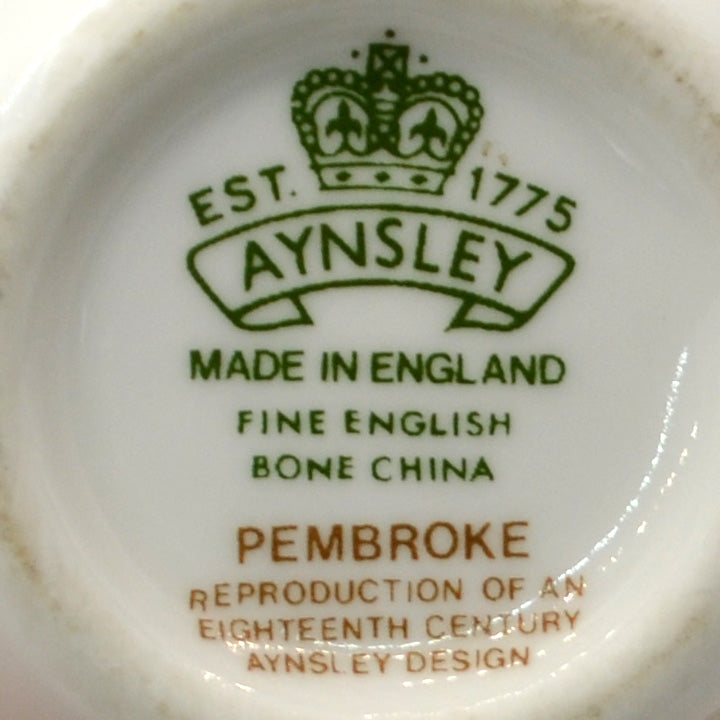 EST. 1775
AYNSLEY
MADE IN ENGLAND
FINE ENGLISH
BONE CHINA
PEMBROKE
REPRODUCTION OF AN
EIGHTEENTH CENTURY
AYNSLEY DESIGN